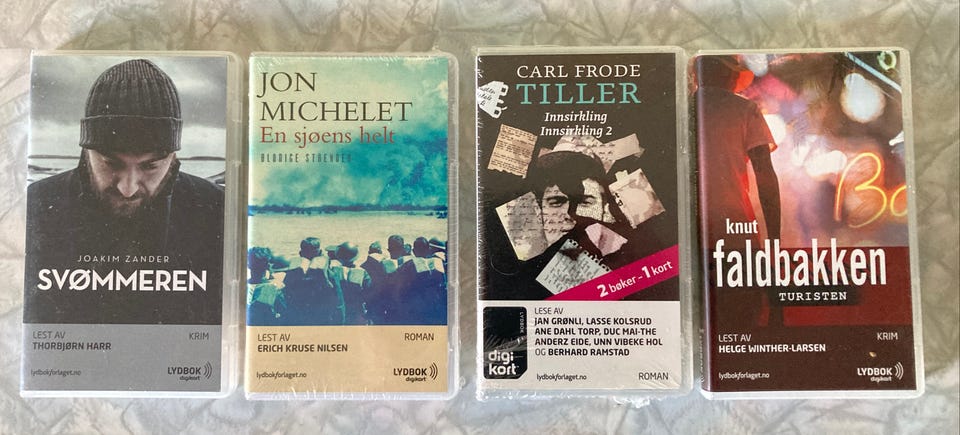 JOAKIM ZANDER
SVØMMEREN
LEST AV
KRIM
THORBJØRN HARR
lydbokforlaget.no
LYDBOK
digikort
JON
MICHELET
En sjøens helt
BLODIGE STRENDER
LEST AV
ROMAN
ERICH KRUSE NILSEN
lydbokforlaget.no
LYDBOK
digikort
CARL FRODE
TILLER
Innsirkling
Innsirkling 2
2 bøker - 1 kort
LYDBOK
digi
kort
LESE AV
JAN GRØNLI, LASSE KOLSRUD
ANE DAHL TORP, DUC MAI-THE
ANDERZ EIDE, UNN VIBEKE HOL
OG BERHARD RAMSTAD
lydbokforlaget.no
ROMAN
Ba
knut
faldbakken
TURISTEN
LEST AV
KRIM
HELGE WINTHER-LARSEN
lydbokforlaget.no
LYDBOK
digikort